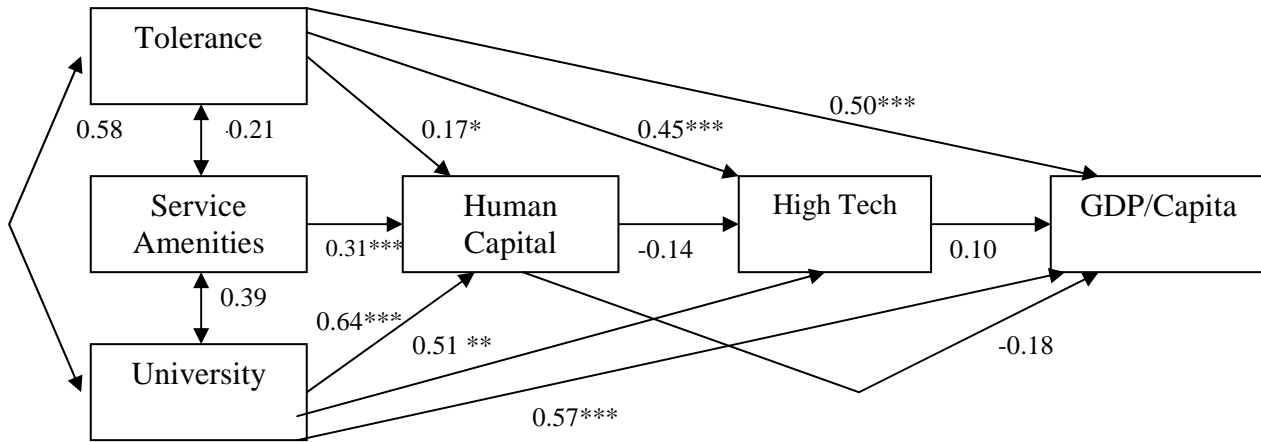 Tolerance
0.50***
0.58
-0.21
0.17*
0.45***
Service
Amenities
Human
Capital
High Tech
GDP/Capita
0.31***
-0.14
0.10
0.39
0.64***
0.51 **
-0.18
University
0.57***